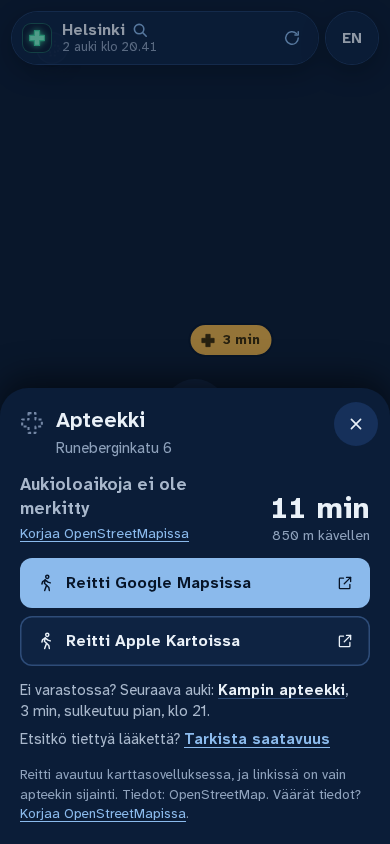 Helsinki
2 auki klo 20.41
EN
3 min
Apteekki
Runeberginkatu 6
Aukioloaikoja ei ole
merkitty
Korjaa OpenStreetMapissa
11 min
850 m kävellen
Reitti Google Mapsissa
Reitti Apple Kartoissa
Ei varastossa? Seuraava auki: Kampin apteekki,
3 min, sulkeutuu pian, klo 21.
Etsitkö tiettyä lääkettä? Tarkista saatavuus
Reitti avautuu karttasovelluksessa, ja linkissä on vain
apteekin sijainti. Tiedot: OpenStreetMap. Väärät tiedot?
Korjaa OpenStreetMapissa.